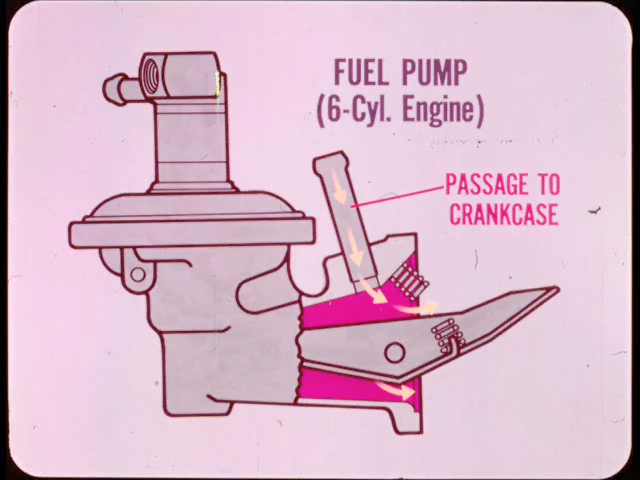 FUEL PUMP
(6-Cyl. Engine)
PASSAGE TO
CRANKCASE